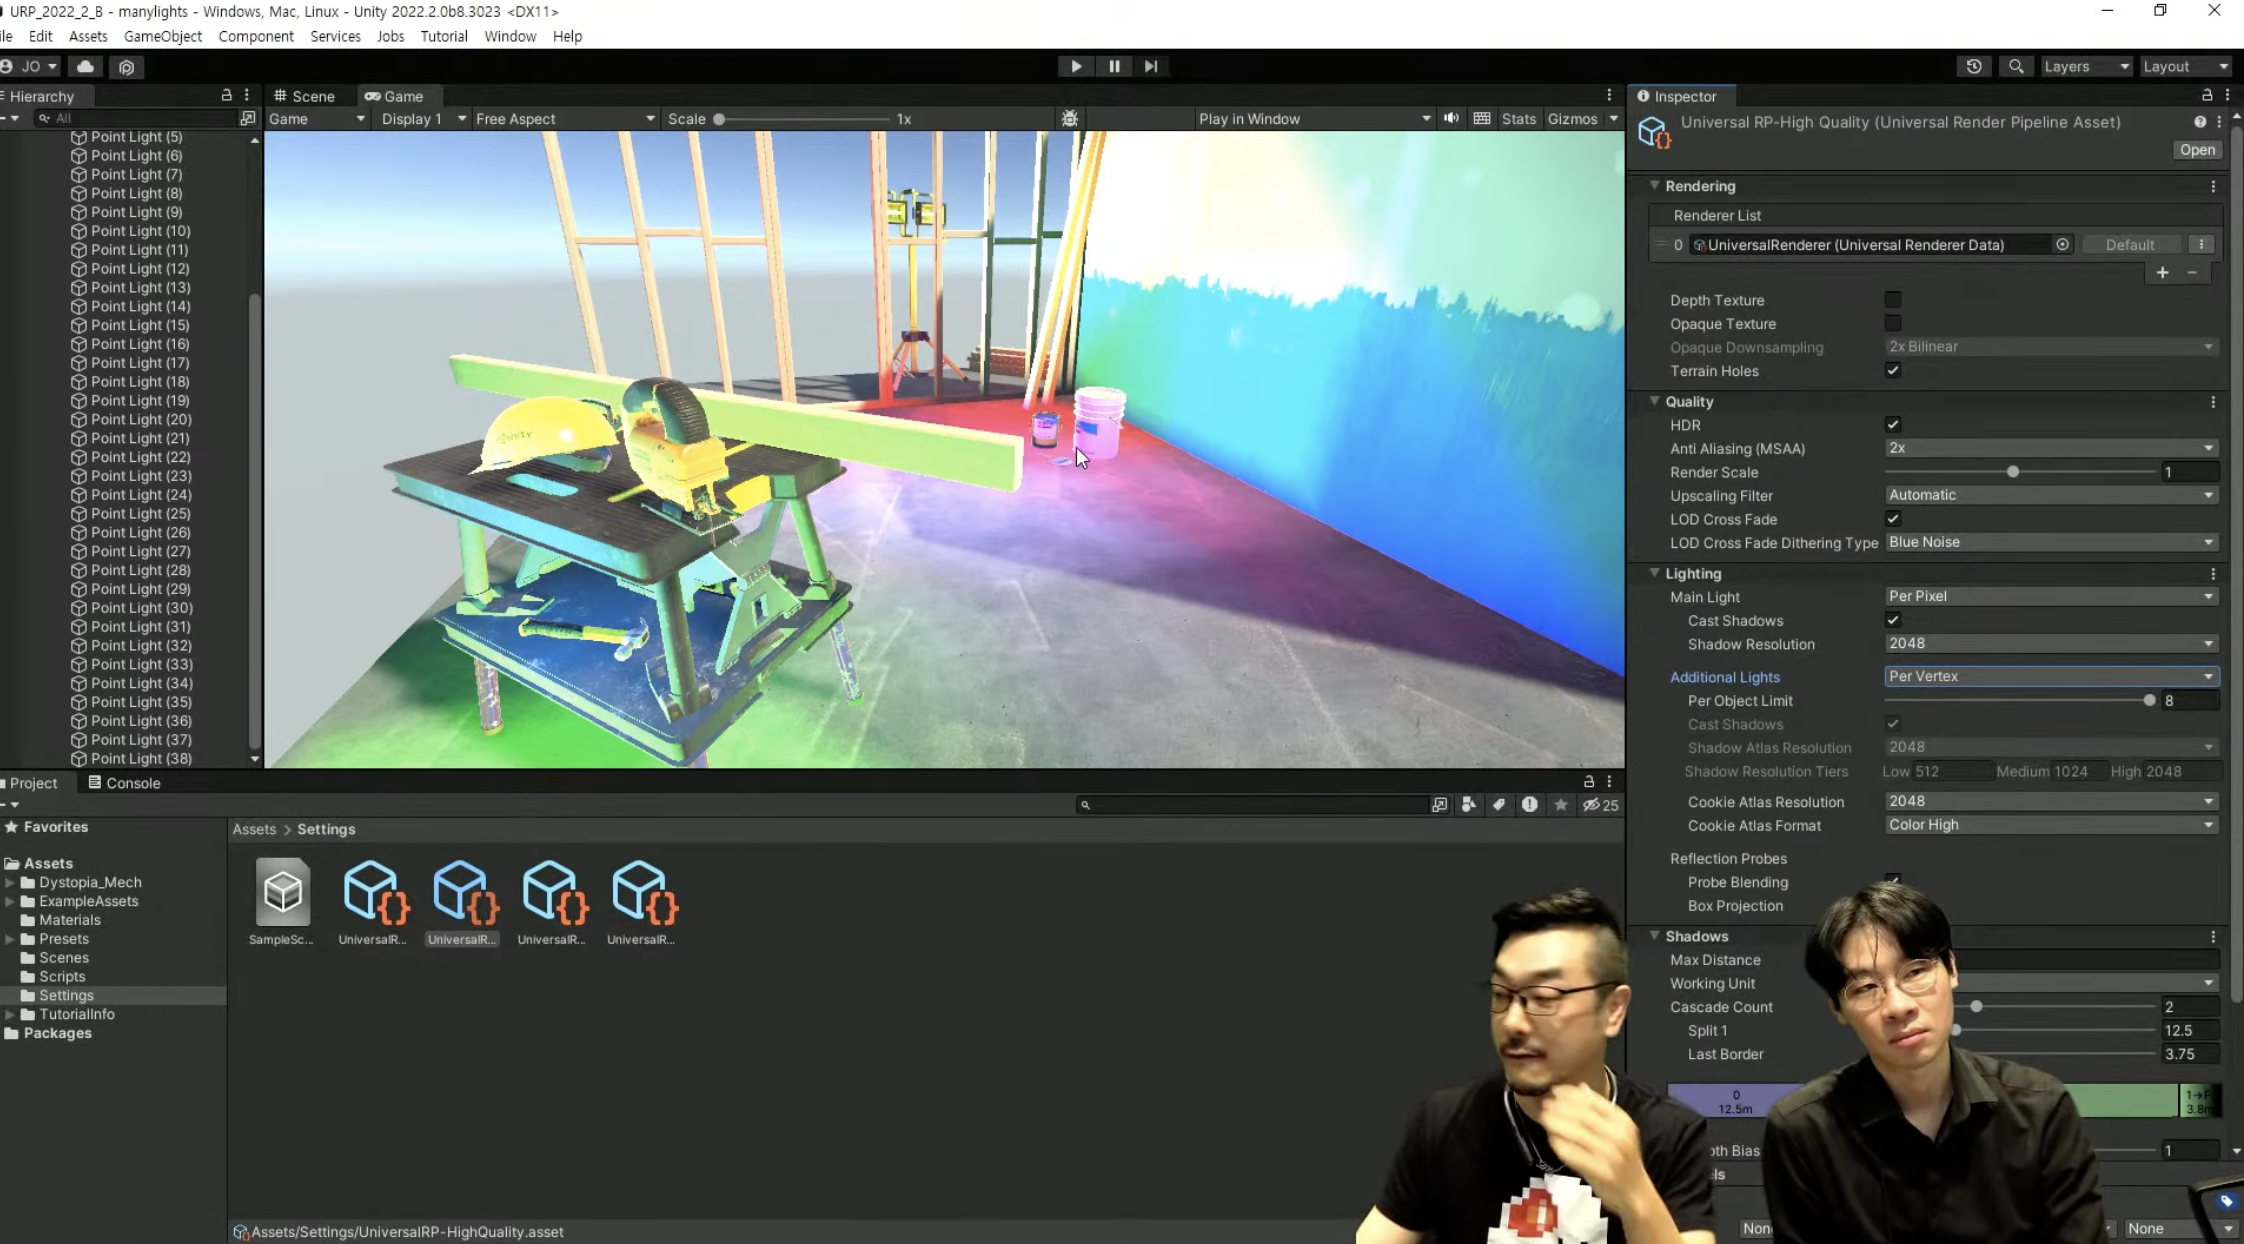 URP_2022_2_B - manylights - Windows, Mac, Linux - Unity 2022.2.0b8.3023 <DX11>
ile Edit Assets GameObject Component Services Jobs Tutorial Window Help
JO Layers Layout
Hierarchy
All
Point Light (5)
Point Light (6)
Point Light (7)
Point Light (8)
Point Light (9)
Point Light (10)
Point Light (11)
Point Light (12)
Point Light (13)
Point Light (14)
Point Light (15)
Point Light (16)
Point Light (17)
Point Light (18)
Point Light (19)
Point Light (20)
Point Light (21)
Point Light (22)
Point Light (23)
Point Light (24)
Point Light (25)
Point Light (26)
Point Light (27)
Point Light (28)
Point Light (29)
Point Light (30)
Point Light (31)
Point Light (32)
Point Light (33)
Point Light (34)
Point Light (35)
Point Light (36)
Point Light (37)
Point Light (38)
Scene Game
Game Display 1 Free Aspect Scale 1x Play in Window Stats Gizmos
unity
Project Console
25
Favorites
Assets
Dystopia_Mech
ExampleAssets
Materials
Presets
Scenes
Scripts
Settings
TutorialInfo
Packages
Assets > Settings
SampleSc... UniversalR... UniversalR... UniversalR... UniversalR...
Assets/Settings/UniversalRP-HighQuality.asset
Inspector
Universal RP-High Quality (Universal Render Pipeline Asset)
Open
Rendering
Renderer List
0 UniversalRenderer (Universal Renderer Data) Default
Depth Texture
Opaque Texture
Opaque Downsampling 2x Bilinear
Terrain Holes
Quality
HDR
Anti Aliasing (MSAA) 2x
Render Scale 1
Upscaling Filter Automatic
LOD Cross Fade
LOD Cross Fade Dithering Type Blue Noise
Lighting
Main Light Per Pixel
Cast Shadows
Shadow Resolution 2048
Additional Lights Per Vertex
Per Object Limit 8
Cast Shadows
Shadow Atlas Resolution 2048
Shadow Resolution Tiers Low 512 Medium 1024 High 2048
Cookie Atlas Resolution 2048
Cookie Atlas Format Color High
Reflection Probes
Probe Blending
Box Projection
Shadows
Max Distance
Working Unit
Cascade Count 2
Split 1 12.5
Last Border 3.75
0 1→F
12.5m 3.8m
oth Bias 1
ls
Non None